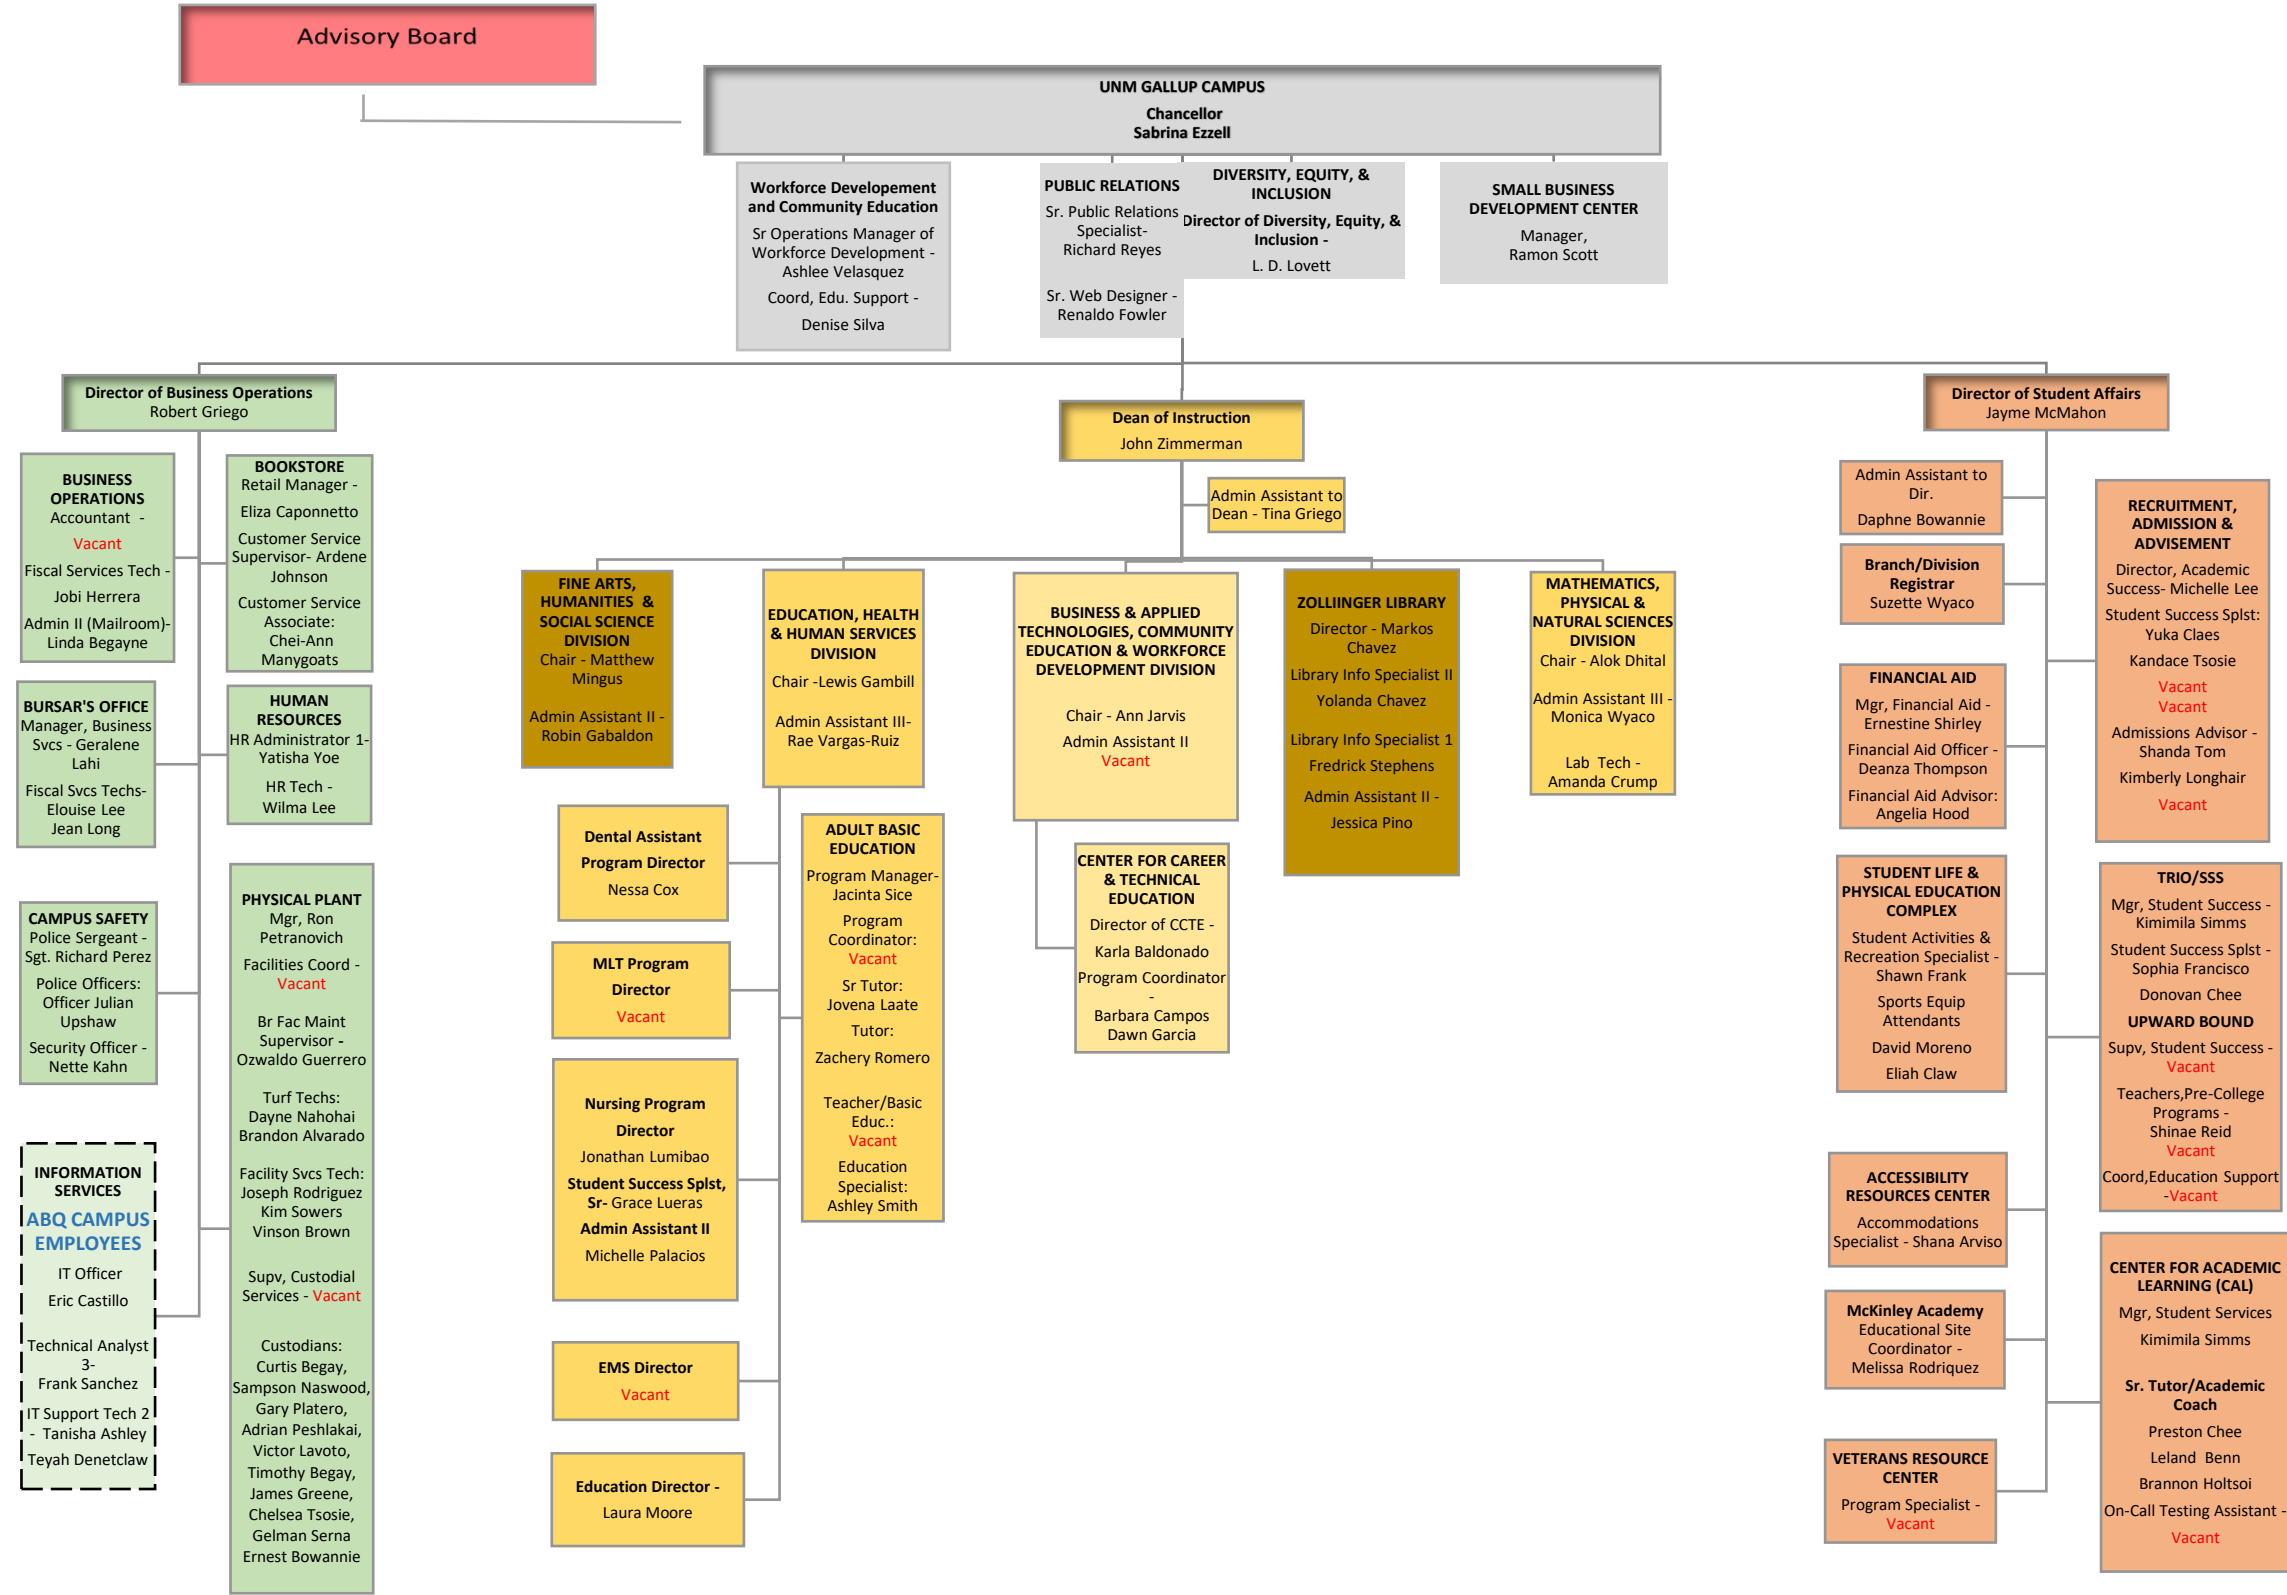 Advisory Board
UNM GALLUP CAMPUS
Chancellor
Sabrina Ezzell
Workforce Developement
and Community Education
Sr Operations Manager of
Workforce Development -
Ashlee Velasquez
Coord, Edu. Support -
Denise Silva
PUBLIC RELATIONS
Sr. Public Relations
Specialist-
Richard Reyes
Sr. Web Designer -
Renaldo Fowler
DIVERSITY, EQUITY, &
INCLUSION
Director of Diversity, Equity, &
Inclusion -
L. D. Lovett
SMALL BUSINESS
DEVELOPMENT CENTER
Manager,
Ramon Scott
Director of Business Operations
Robert Griego
BUSINESS
OPERATIONS
Accountant -
Vacant
Fiscal Services Tech -
Jobi Herrera
Admin II (Mailroom)-
Linda Begayne
BOOKSTORE
Retail Manager -
Eliza Caponnetto
Customer Service
Supervisor- Ardene
Johnson
Customer Service
Associate:
Chei-Ann
Manygoats
BURSAR'S OFFICE
Manager, Business
Svcs - Geralene
Lahi
Fiscal Svcs Techs-
Elouise Lee
Jean Long
HUMAN
RESOURCES
HR Administrator 1-
Yatisha Yoe
HR Tech -
Wilma Lee
CAMPUS SAFETY
Police Sergeant -
Sgt. Richard Perez
Police Officers:
Officer Julian
Upshaw
Security Officer -
Nette Kahn
PHYSICAL PLANT
Mgr, Ron
Petranovich
Facilities Coord -
Vacant
Br Fac Maint
Supervisor -
Ozwaldo Guerrero
Turf Techs:
Dayne Nahohai
Brandon Alvarado
Facility Svcs Tech:
Joseph Rodriguez
Kim Sowers
Vinson Brown
Supv, Custodial
Services - Vacant
Custodians:
Curtis Begay,
Sampson Naswood,
Gary Platero,
Adrian Peshlakai,
Victor Lavoto,
Timothy Begay,
James Greene,
Chelsea Tsosie,
Gelman Serna
Ernest Bowannie
INFORMATION
SERVICES
ABQ CAMPUS
EMPLOYEES
IT Officer
Eric Castillo
Technical Analyst
3-
Frank Sanchez
IT Support Tech 2
- Tanisha Ashley
Teyah Denetclaw
Dean of Instruction
John Zimmerman
Admin Assistant to
Dean - Tina Griego
FINE ARTS,
HUMANITIES &
SOCIAL SCIENCE
DIVISION
Chair - Matthew
Mingus
Admin Assistant II -
Robin Gabaldon
EDUCATION, HEALTH
& HUMAN SERVICES
DIVISION
Chair -Lewis Gambill
Admin Assistant III-
Rae Vargas-Ruiz
BUSINESS & APPLIED
TECHNOLOGIES, COMMUNITY
EDUCATION & WORKFORCE
DEVELOPMENT DIVISION
Chair - Ann Jarvis
Admin Assistant II
Vacant
ZOLLIINGER LIBRARY
Director - Markos
Chavez
Library Info Specialist II
Yolanda Chavez
Library Info Specialist 1
Fredrick Stephens
Admin Assistant II -
Jessica Pino
MATHEMATICS,
PHYSICAL &
NATURAL SCIENCES
DIVISION
Chair - Alok Dhital
Admin Assistant III -
Monica Wyaco
Lab Tech -
Amanda Crump
Dental Assistant
Program Director
Nessa Cox
MLT Program
Director
Vacant
Nursing Program
Director
Jonathan Lumibao
Student Success Splst,
Sr- Grace Lueras
Admin Assistant II
Michelle Palacios
EMS Director
Vacant
Education Director -
Laura Moore
ADULT BASIC
EDUCATION
Program Manager-
Jacinta Sice
Program
Coordinator:
Vacant
Sr Tutor:
Jovena Laate
Tutor:
Zachery Romero
Teacher/Basic
Educ.:
Vacant
Education
Specialist:
Ashley Smith
CENTER FOR CAREER
& TECHNICAL
EDUCATION
Director of CCTE -
Karla Baldonado
Program Coordinator
-
Barbara Campos
Dawn Garcia
Director of Student Affairs
Jayme McMahon
Admin Assistant to
Dir.
Daphne Bowannie
Branch/Division
Registrar
Suzette Wyaco
FINANCIAL AID
Mgr, Financial Aid -
Ernestine Shirley
Financial Aid Officer -
Deanza Thompson
Financial Aid Advisor:
Angelia Hood
STUDENT LIFE &
PHYSICAL EDUCATION
COMPLEX
Student Activities &
Recreation Specialist -
Shawn Frank
Sports Equip
Attendants
David Moreno
Eliah Claw
ACCESSIBILITY
RESOURCES CENTER
Accommodations
Specialist - Shana Arviso
McKinley Academy
Educational Site
Coordinator -
Melissa Rodriquez
VETERANS RESOURCE
CENTER
Program Specialist -
Vacant
RECRUITMENT,
ADMISSION &
ADVISEMENT
Director, Academic
Success- Michelle Lee
Student Success Splst:
Yuka Claes
Kandace Tsosie
Vacant
Vacant
Admissions Advisor -
Shanda Tom
Kimberly Longhair
Vacant
TRIO/SSS
Mgr, Student Success -
Kimimila Simms
Student Success Splst -
Sophia Francisco
Donovan Chee
UPWARD BOUND
Supv, Student Success -
Vacant
Teachers,Pre-College
Programs -
Shinae Reid
Vacant
Coord,Education Support
-Vacant
CENTER FOR ACADEMIC
LEARNING (CAL)
Mgr, Student Services
Kimimila Simms
Sr. Tutor/Academic
Coach
Preston Chee
Leland Benn
Brannon Holtsoi
On-Call Testing Assistant -
Vacant